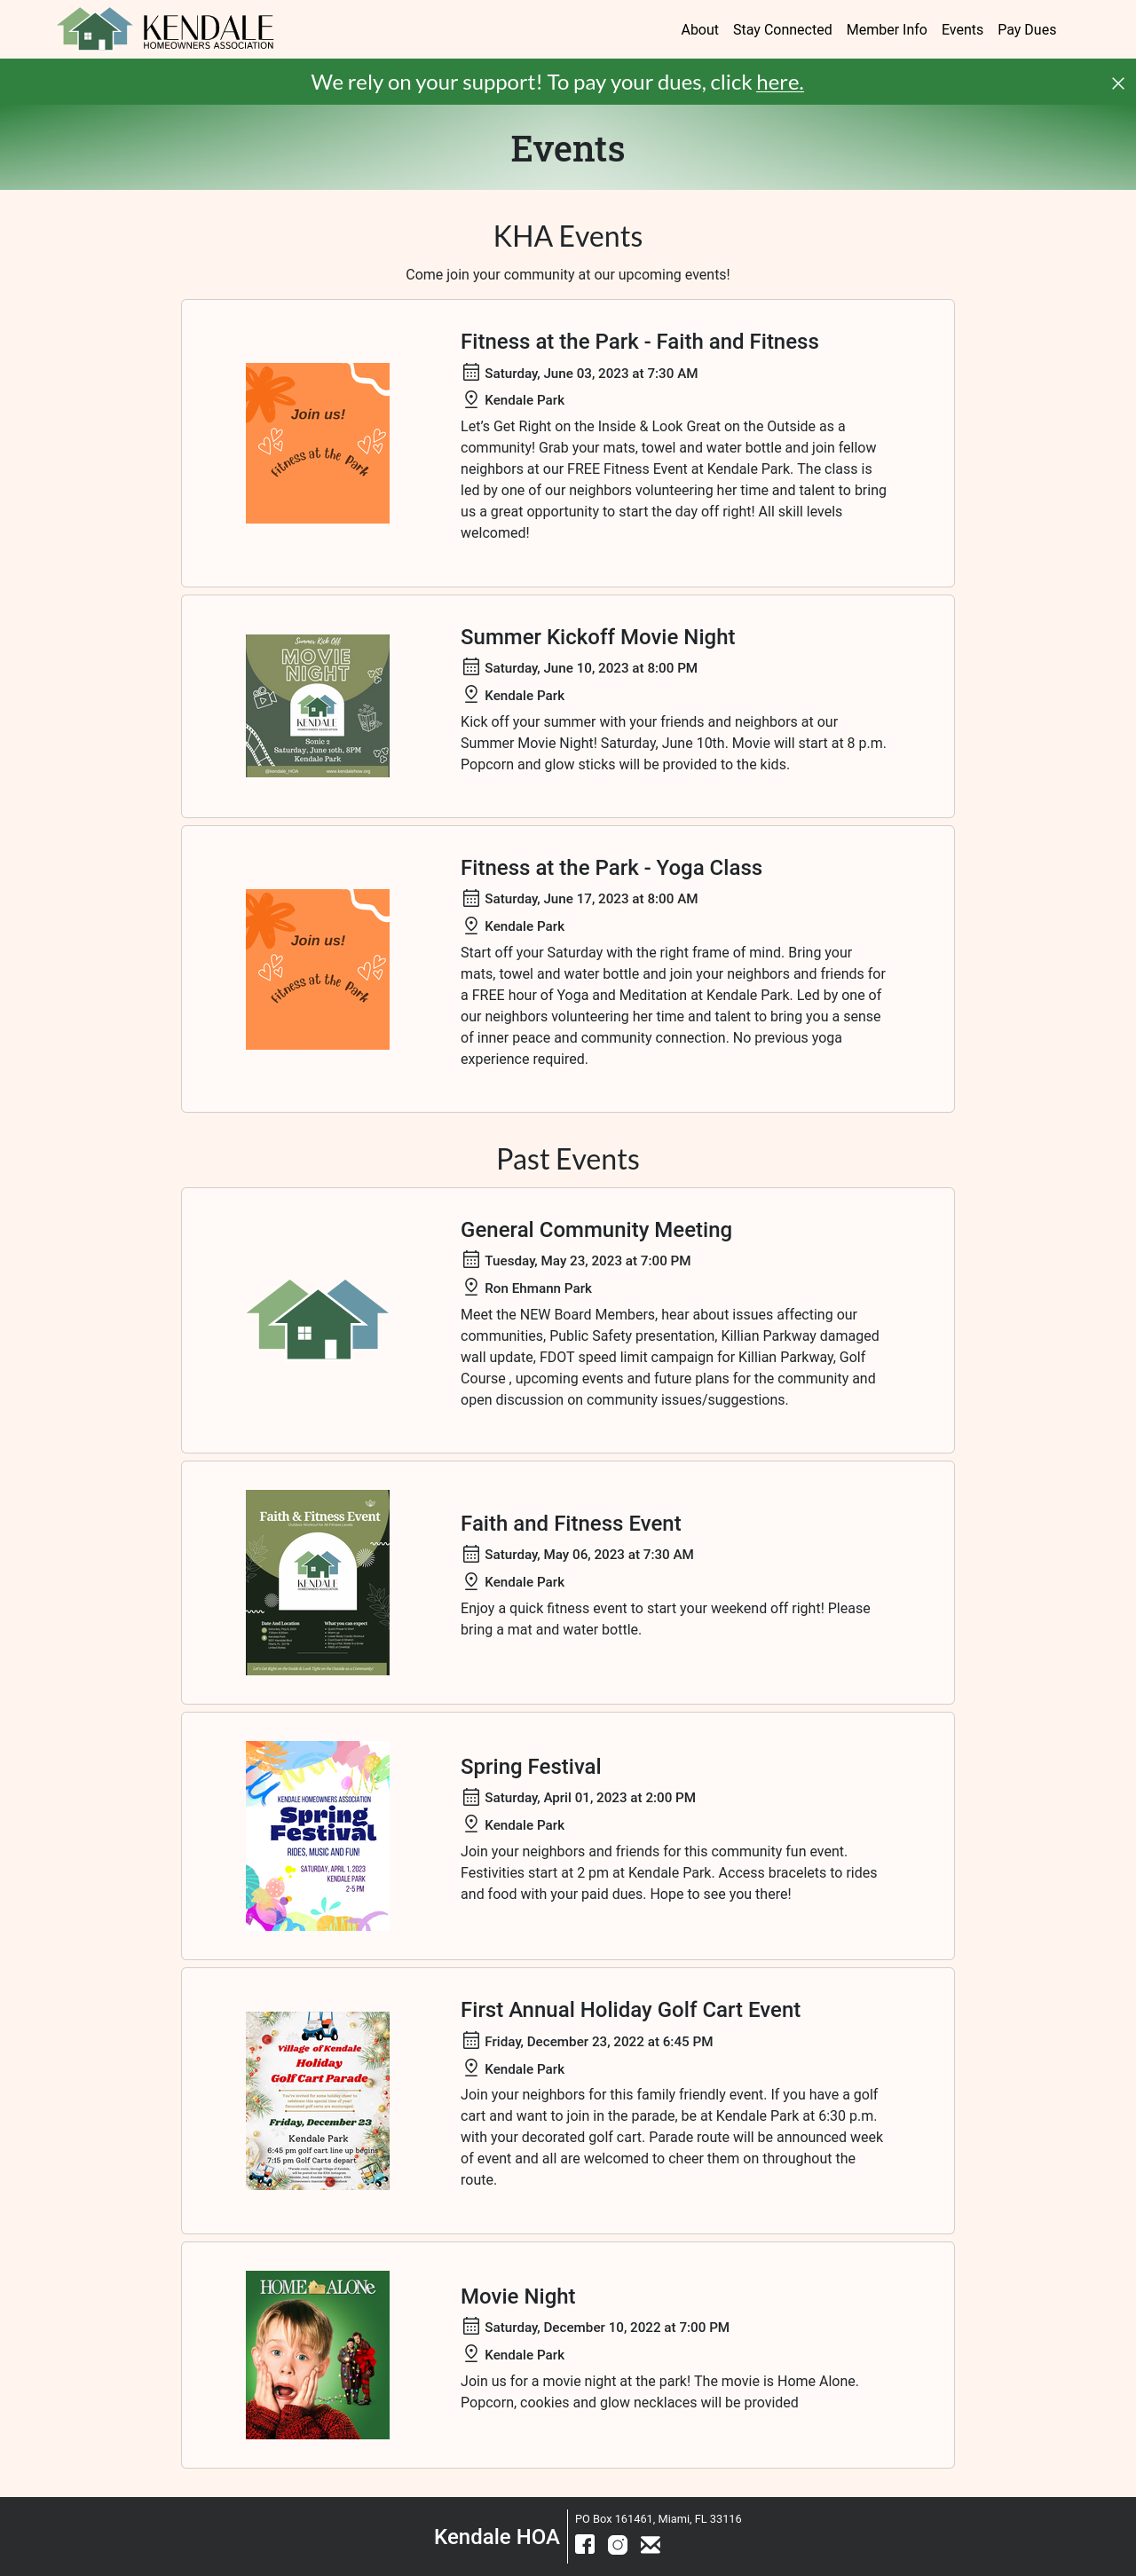 KENDALE
HOMEOWNERS ASSOCIATION
About Stay Connected Member Info Events Pay Dues
We rely on your support! To pay your dues, click here.
Events
KHA Events
Come join your community at our upcoming events!
Join us!
Fitness at the Park
Fitness at the Park - Faith and Fitness
Saturday, June 03, 2023 at 7:30 AM
Kendale Park
Let’s Get Right on the Inside & Look Great on the Outside as a
community! Grab your mats, towel and water bottle and join fellow
neighbors at our FREE Fitness Event at Kendale Park. The class is
led by one of our neighbors volunteering her time and talent to bring
us a great opportunity to start the day off right! All skill levels
welcomed!
Summer Kick Off
MOVIE
NIGHT
KENDALE
HOMEOWNERS ASSOCIATION
Sonic 2
Saturday, June 10th, 8PM
Kendale Park
@kendale_HOA www.kendalehoa.org
Summer Kickoff Movie Night
Saturday, June 10, 2023 at 8:00 PM
Kendale Park
Kick off your summer with your friends and neighbors at our
Summer Movie Night! Saturday, June 10th. Movie will start at 8 p.m.
Popcorn and glow sticks will be provided to the kids.
Join us!
Fitness at the Park
Fitness at the Park - Yoga Class
Saturday, June 17, 2023 at 8:00 AM
Kendale Park
Start off your Saturday with the right frame of mind. Bring your
mats, towel and water bottle and join your neighbors and friends for
a FREE hour of Yoga and Meditation at Kendale Park. Led by one of
our neighbors volunteering her time and talent to bring you a sense
of inner peace and community connection. No previous yoga
experience required.
Past Events
General Community Meeting
Tuesday, May 23, 2023 at 7:00 PM
Ron Ehmann Park
Meet the NEW Board Members, hear about issues affecting our
communities, Public Safety presentation, Killian Parkway damaged
wall update, FDOT speed limit campaign for Killian Parkway, Golf
Course , upcoming events and future plans for the community and
open discussion on community issues/suggestions.
Faith & Fitness Event
KENDALE
HOMEOWNERS ASSOCIATION
Date And Location What you can expect
Faith and Fitness Event
Saturday, May 06, 2023 at 7:30 AM
Kendale Park
Enjoy a quick fitness event to start your weekend off right! Please
bring a mat and water bottle.
KENDALE HOMEOWNERS ASSOCIATION
Spring
Festival
RIDES, MUSIC AND FUN!
SATURDAY, APRIL 1, 2023
KENDALE PARK
2-5 PM
Spring Festival
Saturday, April 01, 2023 at 2:00 PM
Kendale Park
Join your neighbors and friends for this community fun event.
Festivities start at 2 pm at Kendale Park. Access bracelets to rides
and food with your paid dues. Hope to see you there!
Village of Kendale
Holiday
Golf Cart Parade
Friday, December 23
Kendale Park
6:45 pm golf cart line up begins
7:15 pm Golf Carts depart
First Annual Holiday Golf Cart Event
Friday, December 23, 2022 at 6:45 PM
Kendale Park
Join your neighbors for this family friendly event. If you have a golf
cart and want to join in the parade, be at Kendale Park at 6:30 p.m.
with your decorated golf cart. Parade route will be announced week
of event and all are welcomed to cheer them on throughout the
route.
HOME ALONe
Movie Night
Saturday, December 10, 2022 at 7:00 PM
Kendale Park
Join us for a movie night at the park! The movie is Home Alone.
Popcorn, cookies and glow necklaces will be provided
Kendale HOA
PO Box 161461, Miami, FL 33116